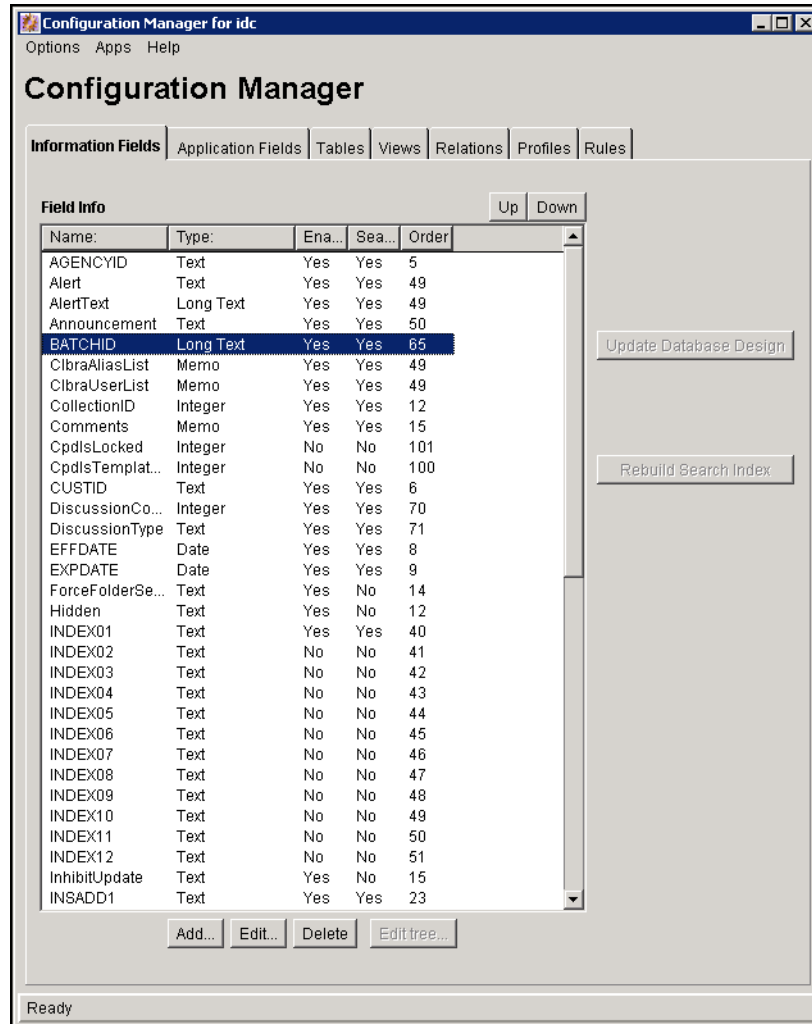 Configuration Manager for idc
Options Apps Help
Configuration Manager
Information Fields Application Fields Tables Views Relations Profiles Rules
Field Info Up Down
Name: Type: Ena... Sea... Order
AGENCYID Text Yes Yes 5
Alert Text Yes Yes 49
AlertText Long Text Yes Yes 49
Announcement Text Yes Yes 50
BATCHID Long Text Yes Yes 65
Update Database Design
ClbraAliasList Memo Yes Yes 49
ClbraUserList Memo Yes Yes 49
CollectionID Integer Yes Yes 12
Comments Memo Yes Yes 15
CpdIsLocked Integer No No 101
CpdIsTemplat... Integer No No 100
Rebuild Search Index
CUSTID Text Yes Yes 6
DiscussionCo... Integer Yes Yes 70
DiscussionType Text Yes Yes 71
EFFDATE Date Yes Yes 8
EXPDATE Date Yes Yes 9
ForceFolderSe... Text Yes No 14
Hidden Text Yes No 12
INDEX01 Text Yes Yes 40
INDEX02 Text No No 41
INDEX03 Text No No 42
INDEX04 Text No No 43
INDEX05 Text No No 44
INDEX06 Text No No 45
INDEX07 Text No No 46
INDEX08 Text No No 47
INDEX09 Text No No 48
INDEX10 Text No No 49
INDEX11 Text No No 50
INDEX12 Text No No 51
InhibitUpdate Text Yes No 15
INSADD1 Text Yes Yes 23
Add... Edit... Delete Edit tree...
Ready